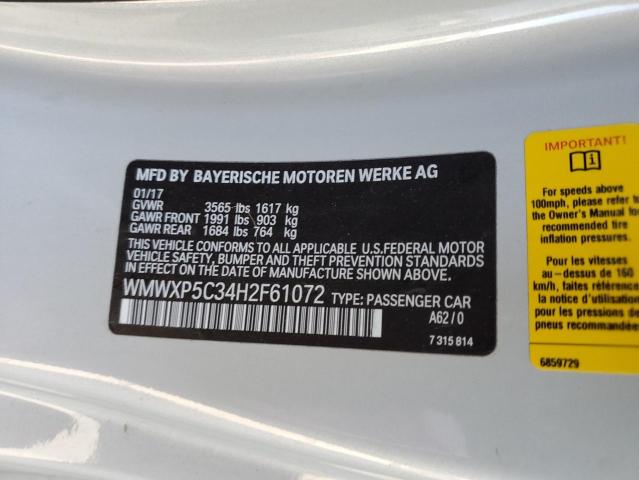 MFD BY BAYERISCHE MOTOREN WERKE AG
01/17
GVWR 3565 lbs 1617 kg
GAWR FRONT 1991 lbs 903 kg
GAWR REAR 1684 lbs 764 kg
THIS VEHICLE CONFORMS TO ALL APPLICABLE U.S.FEDERAL MOTOR
VEHICLE SAFETY, BUMPER AND THEFT PREVENTION STANDARDS IN
EFFECT ON THE DATE OF MANUFACTURE SHOWN ABOVE.
WMWXP5C34H2F61072 TYPE: PASSENGER CAR
A62/0
7 315 814
IMPORTANT!
i
For speeds above
100mph, please refer to
the Owner's Manual for
recommended tire
inflation pressures.
Pour les vitesses
au-dessus de 160
km/h, faites référence
à la notice d'utilisation
pour les pressions de
pneus recommandées
6859729